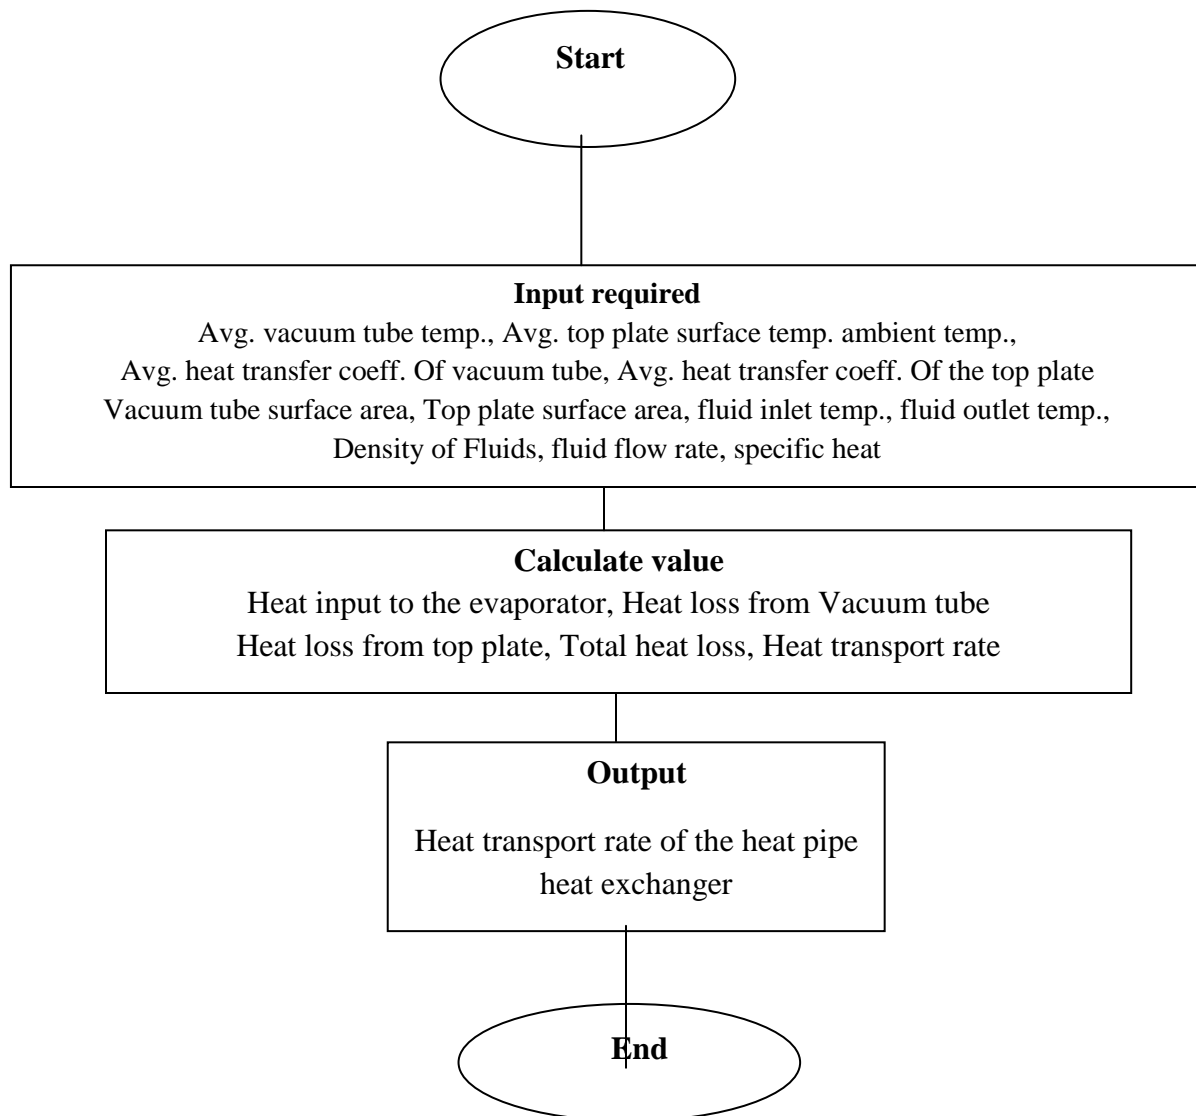 Start
Input required
Avg. vacuum tube temp., Avg. top plate surface temp. ambient temp.,
Avg. heat transfer coeff. Of vacuum tube, Avg. heat transfer coeff. Of the top plate
Vacuum tube surface area, Top plate surface area, fluid inlet temp., fluid outlet temp.,
Density of Fluids, fluid flow rate, specific heat
Calculate value
Heat input to the evaporator, Heat loss from Vacuum tube
Heat loss from top plate, Total heat loss, Heat transport rate
Output
Heat transport rate of the heat pipe
heat exchanger
End